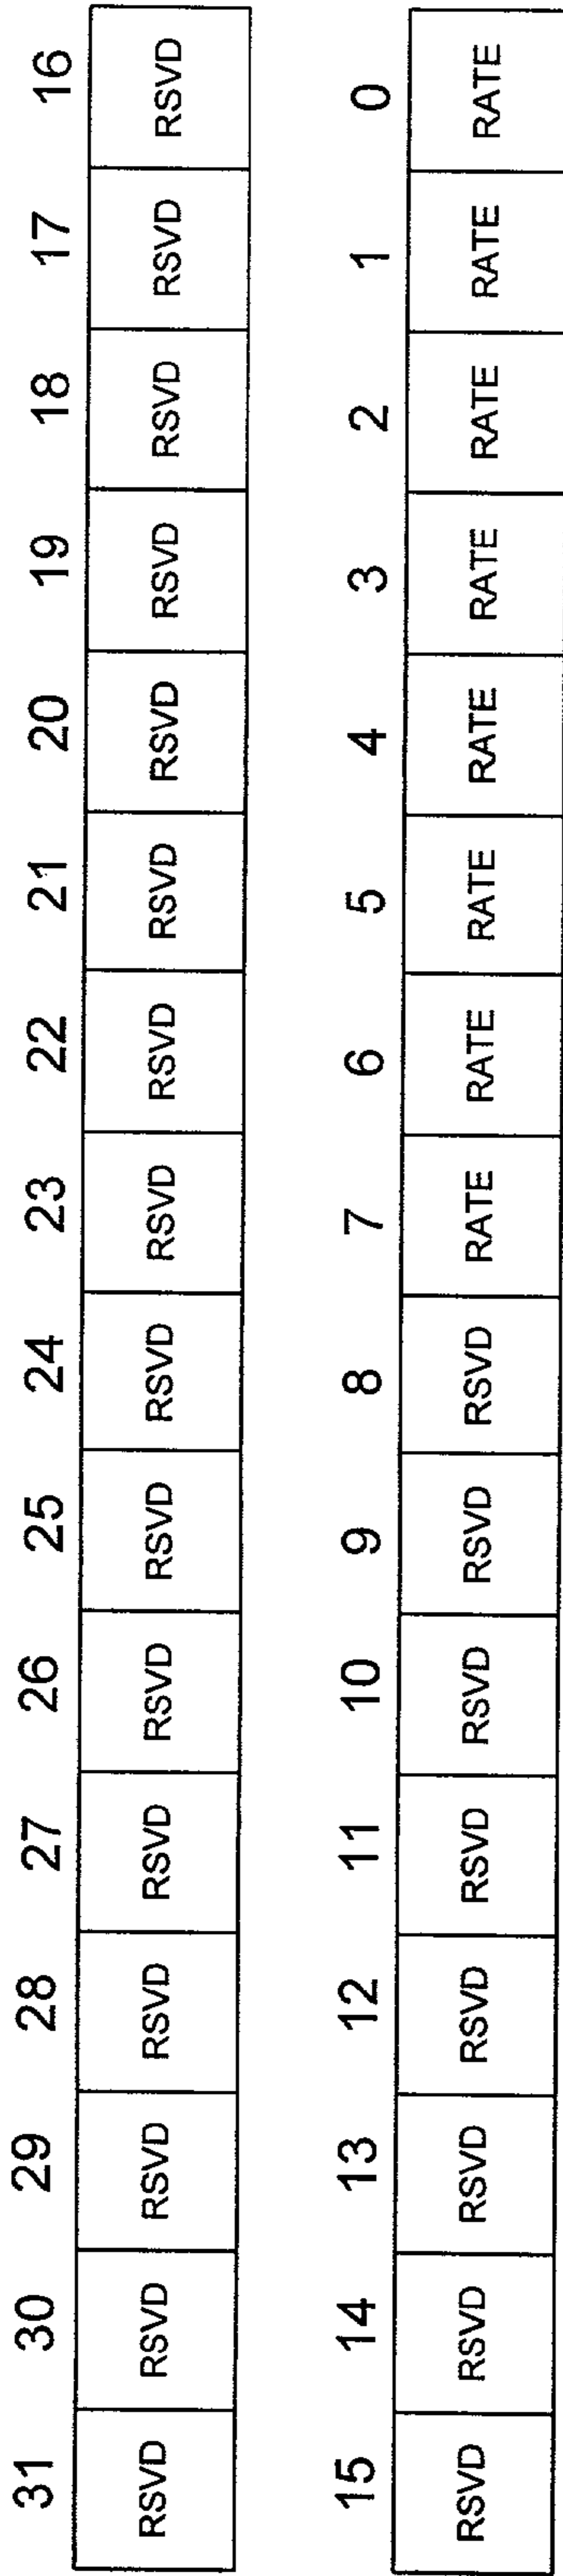 31 30 29 28 27 26 25 24 23 22 21 20 19 18 17 16
RSVD RSVD RSVD RSVD RSVD RSVD RSVD RSVD RSVD RSVD RSVD RSVD RSVD RSVD RSVD RSVD
15 14 13 12 11 10 9 8 7 6 5 4 3 2 1 0
RSVD RSVD RSVD RSVD RSVD RSVD RSVD RSVD RATE RATE RATE RATE RATE RATE RATE RATE